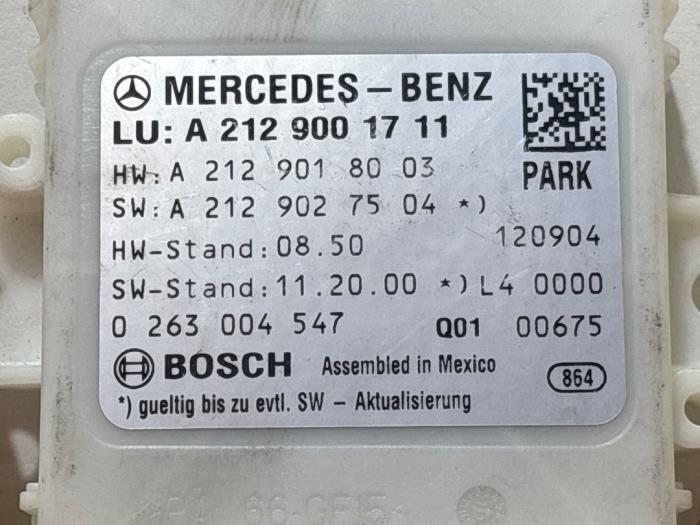 MERCEDES-BENZ
LU: A 212 900 17 11
HW: A 212 901 80 03
PARK
SW: A 212 902 75 04 *)
HW-Stand: 08.50 120904
SW-Stand: 11.20.00 *) L4 0000
0 263 004 547 Q01 00675
BOSCH Assembled in Mexico 864
*) gueltig bis zu evtl. SW - Aktualisierung